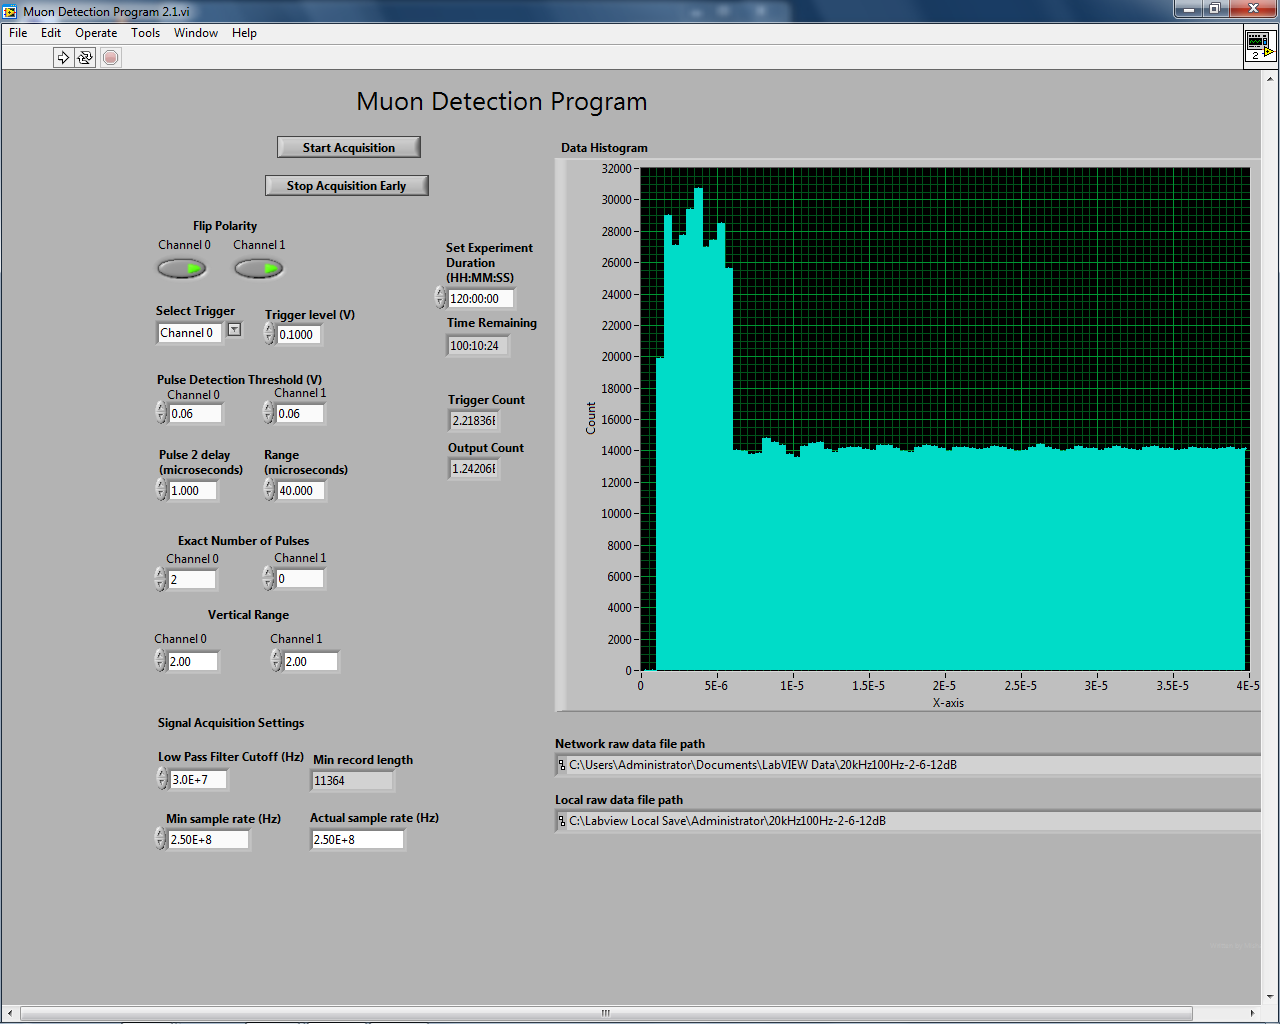 Muon Detection Program 2.1.vi
File Edit Operate Tools Window Help
2
Muon Detection Program
Start Acquisition
Stop Acquisition Early
Flip Polarity
Channel 0 Channel 1
Select Trigger
Channel 0
Trigger level (V)
0.1000
Pulse Detection Threshold (V)
Channel 0 Channel 1
0.06 0.06
Pulse 2 delay
(microseconds)
1.000
Range
(microseconds)
40.000
Exact Number of Pulses
Channel 0 Channel 1
2 0
Vertical Range
Channel 0 Channel 1
2.00 2.00
Signal Acquisition Settings
Low Pass Filter Cutoff (Hz)
3.0E+7
Min record length
11364
Min sample rate (Hz)
2.50E+8
Actual sample rate (Hz)
2.50E+8
Set Experiment
Duration
(HH:MM:SS)
120:00:00
Time Remaining
100:10:24
Trigger Count
2.21836E
Output Count
1.24206E
Data Histogram
32000
30000
28000
26000
24000
22000
20000
18000
16000
14000
12000
10000
8000
6000
4000
2000
0
Count
0 5E-6 1E-5 1.5E-5 2E-5 2.5E-5 3E-5 3.5E-5 4E-5
X-axis
Network raw data file path
C:\Users\Administrator\Documents\LabVIEW Data\20kHz100Hz-2-6-12dB
Local raw data file path
C:\Labview Local Save\Administrator\20kHz100Hz-2-6-12dB